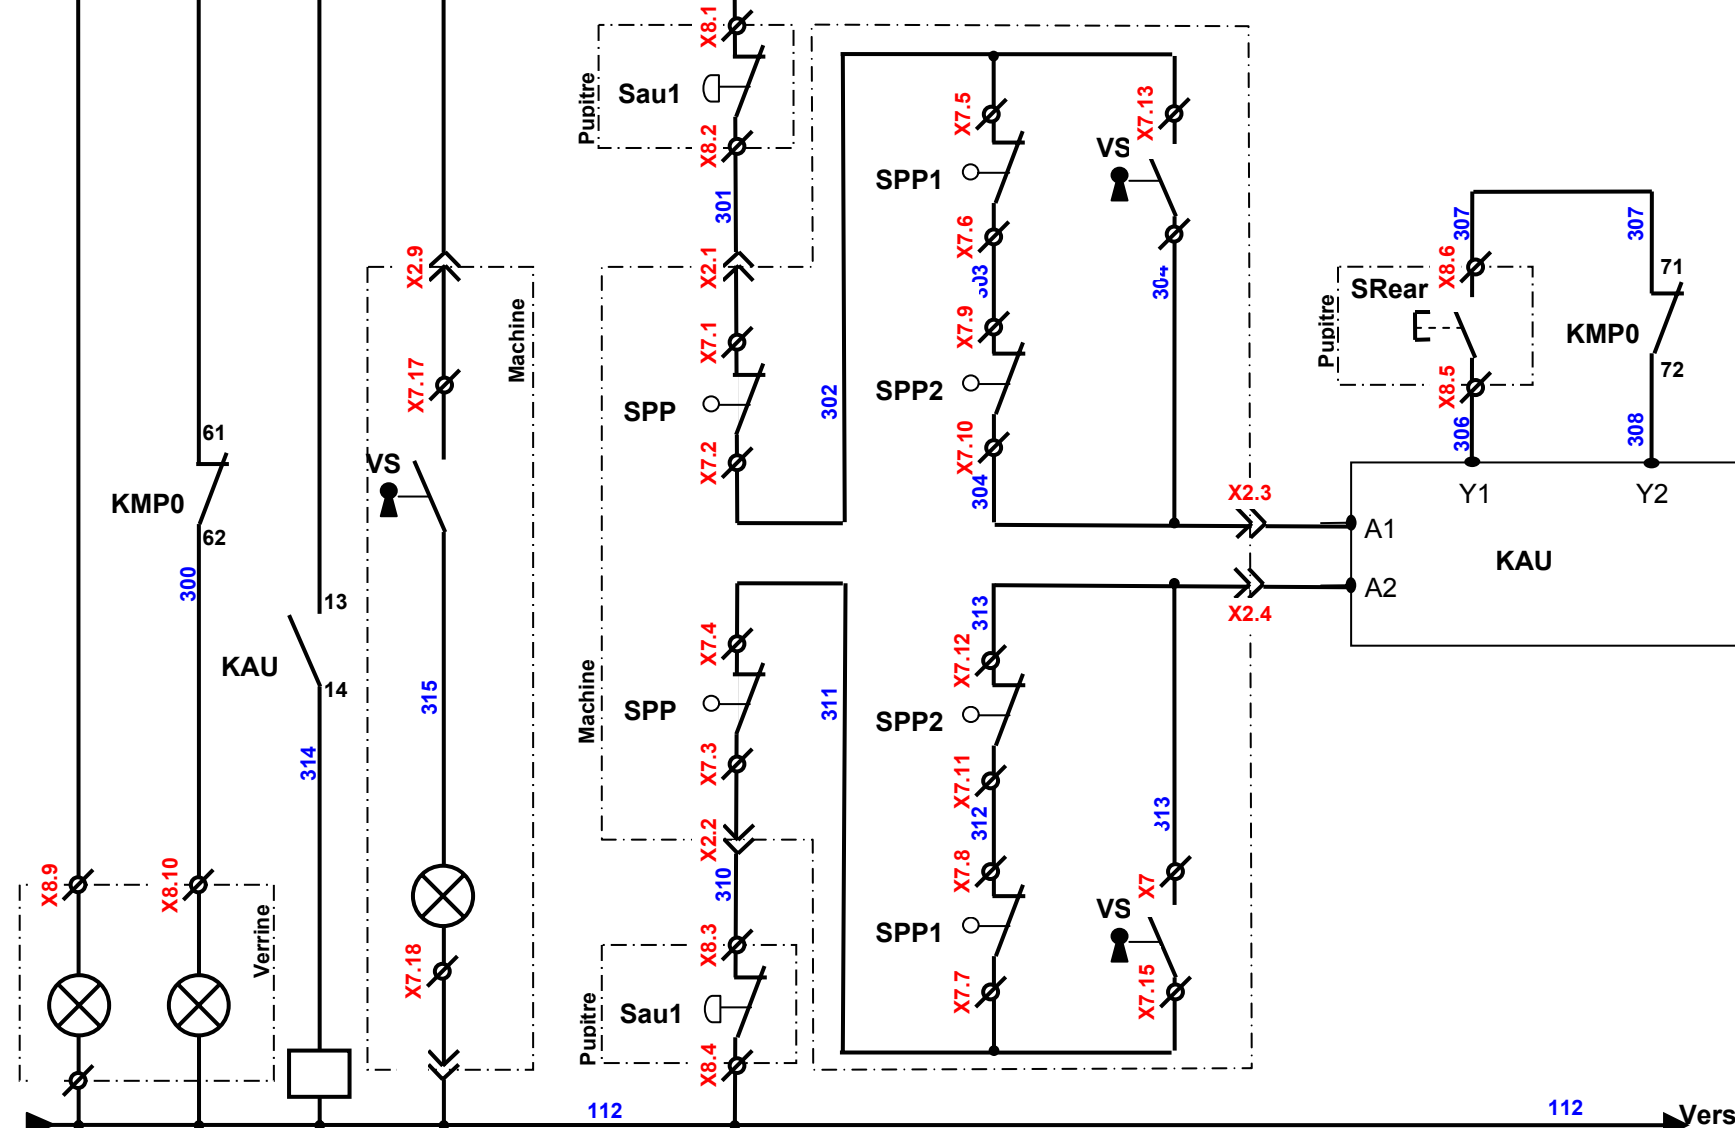 X8.1
Pupitre
Sau1
X8.2
301
X2.9
Machine
X7.17
VS
315
X7.18
X2.1
X7.1
SPP
X7.2
302
X7.5
SPP1
X7.6
303
X7.9
SPP2
X7.10
304
X7.13
VS
304
X2.3
307
307
X8.6
SRear
Pupitre
X8.5
306
71
KMP0
72
308
Y1
Y2
A1
KAU
A2
X2.4
61
KMP0
62
300
13
KAU
14
314
Machine
X7.4
SPP
X7.3
X2.2
310
311
313
X7.12
SPP2
X7.11
312
X7.8
SPP1
X7.7
313
X7
VS
X7.15
X8.9
X8.10
Verrine
X8.3
Pupitre
Sau1
X8.4
112
112
Vers